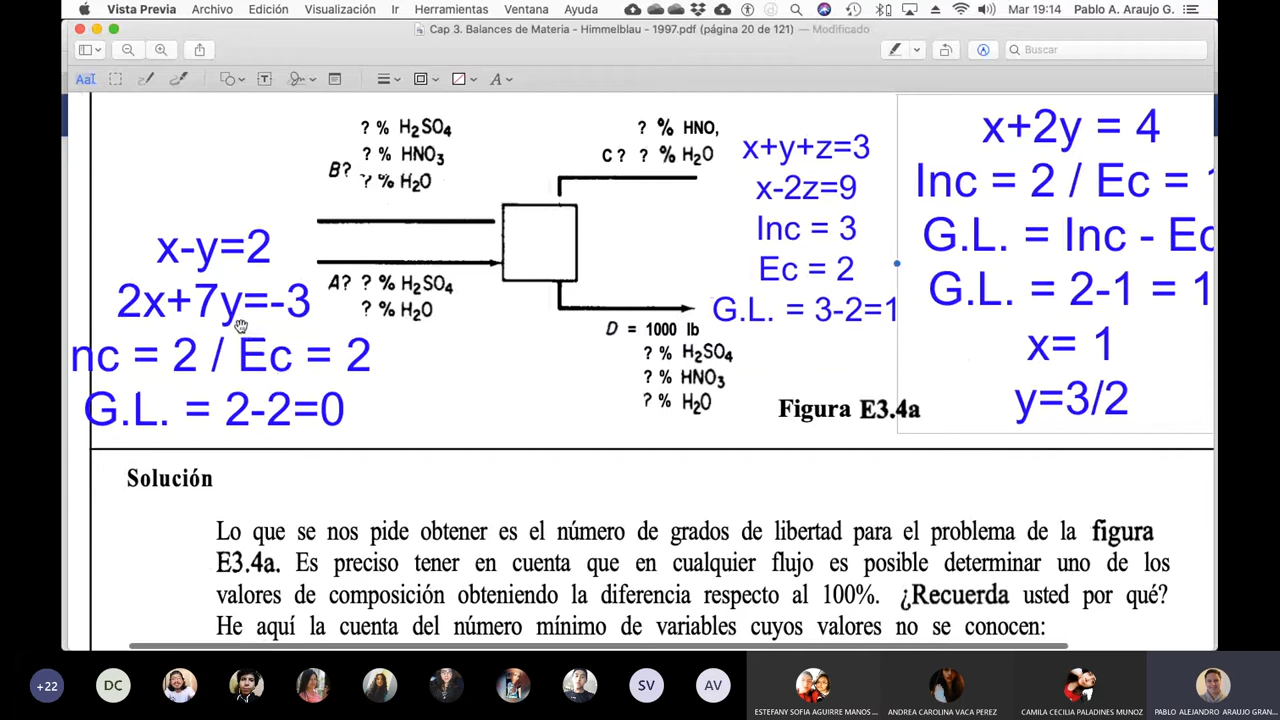 Vista Previa Archivo Edición Visualización Ir Herramientas Ventana Ayuda Mar 19:14 Pablo A. Araujo G.
Cap 3. Balances de Materia - Himmelblau - 1997.pdf (página 20 de 121) — Modificado
Buscar
? % H₂SO₄
? % HNO₃
B? ? % H₂O
? % HNO,
C? ? % H₂O
x+y+z=3
x-2z=9
Inc = 3
Ec = 2
G.L. = 3-2=1
x+2y = 4
Inc = 2 / Ec = 1
G.L. = Inc - Ec
G.L. = 2-1 = 1
x= 1
y=3/2
x-y=2
2x+7y=-3
nc = 2 / Ec = 2
G.L. = 2-2=0
A? ? % H₂SO₄
? % H₂O
D = 1000 lb
? % H₂SO₄
? % HNO₃
? % H₂O
Figura E3.4a
Solución
Lo que se nos pide obtener es el número de grados de libertad para el problema de la figura
E3.4a. Es preciso tener en cuenta que en cualquier flujo es posible determinar uno de los
valores de composición obteniendo la diferencia respecto al 100%. ¿Recuerda usted por qué?
He aquí la cuenta del número mínimo de variables cuyos valores no se conocen:
+22
DC
SV
AV
ESTEFANY SOFIA AGUIRRE MANOS ...
ANDREA CAROLINA VACA PEREZ
CAMILA CECILIA PALADINES MUNOZ
PABLO ALEJANDRO ARAUJO GRAN...